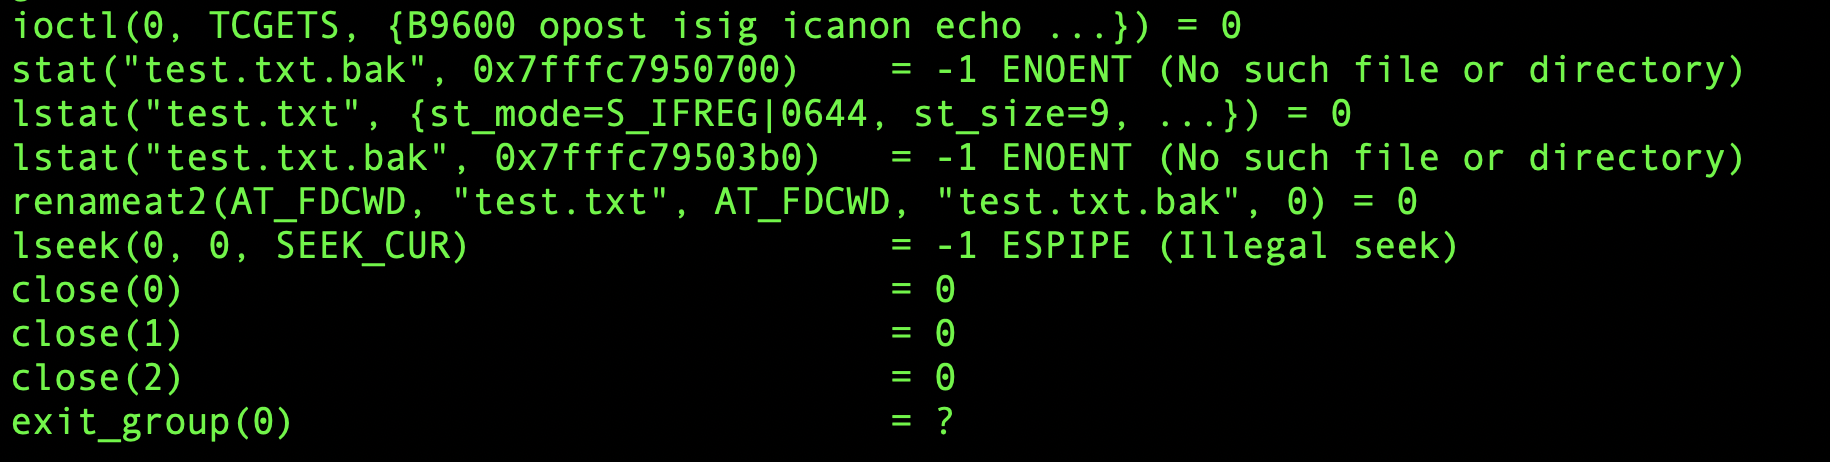 ioctl(0, TCGETS, {B9600 opost isig icanon echo ...}) = 0
stat("test.txt.bak", 0x7fffc7950700)    = -1 ENOENT (No such file or directory)
lstat("test.txt", {st_mode=S_IFREG|0644, st_size=9, ...}) = 0
lstat("test.txt.bak", 0x7fffc79503b0)   = -1 ENOENT (No such file or directory)
renameat2(AT_FDCWD, "test.txt", AT_FDCWD, "test.txt.bak", 0) = 0
lseek(0, 0, SEEK_CUR)                   = -1 ESPIPE (Illegal seek)
close(0)                                = 0
close(1)                                = 0
close(2)                                = 0
exit_group(0)                           = ?